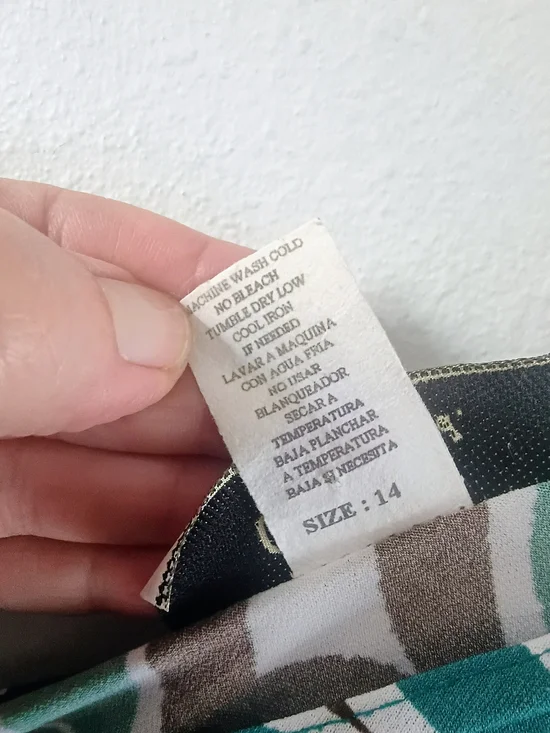 MACHINE WASH COLD
NO BLEACH
TUMBLE DRY LOW
COOL IRON
IF NEEDED
LAVAR A MAQUINA
CON AGUA FRIA
NO USAR
BLANQUEADOR
SECAR A
TEMPERATURA
BAJA PLANCHAR
A TEMPERATURA
BAJA SI NECESITA
SIZE : 14